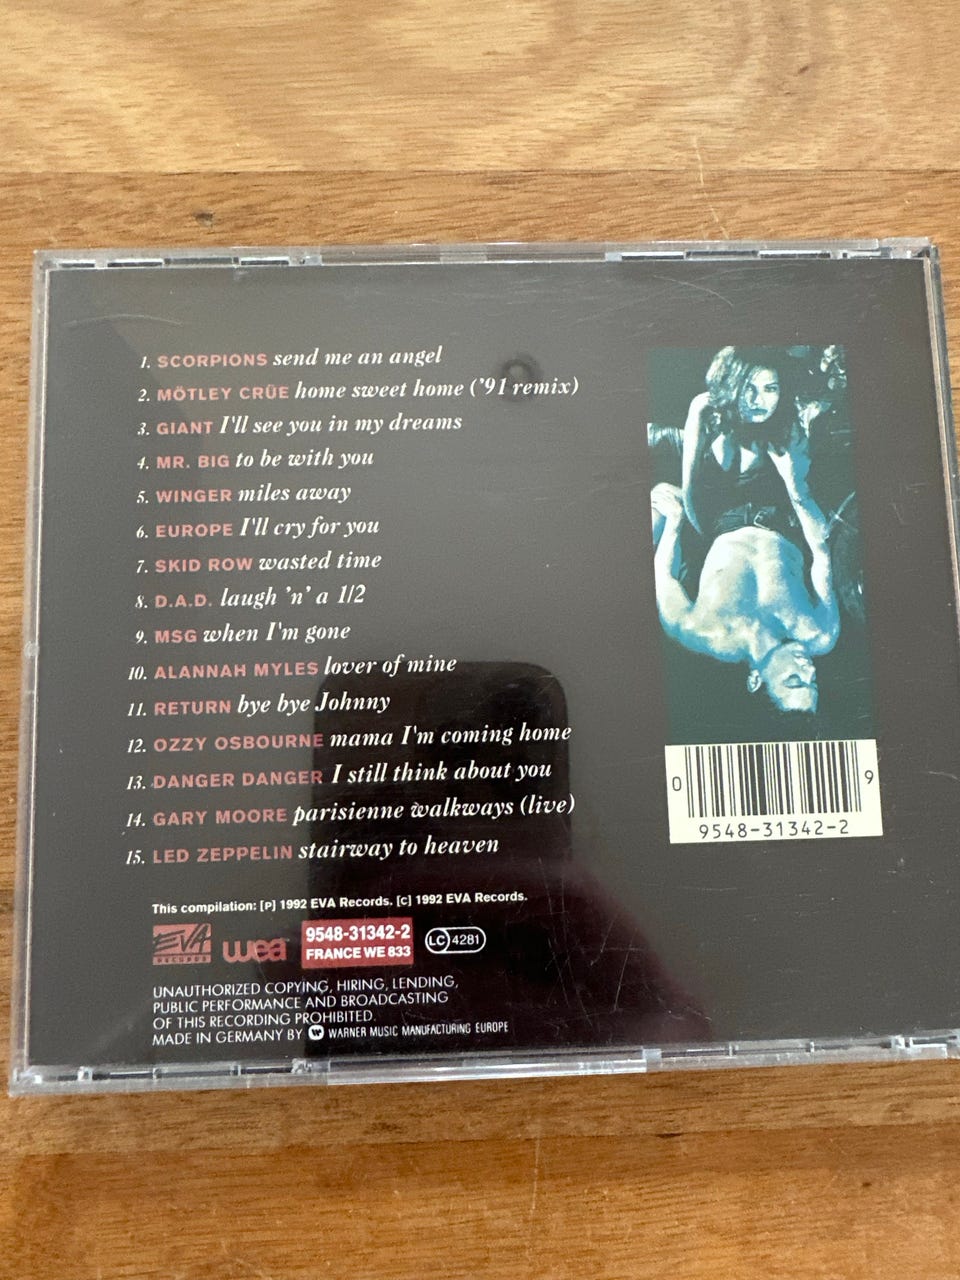 1. SCORPIONS send me an angel
2. MÖTLEY CRÜE home sweet home ('91 remix)
3. GIANT I'll see you in my dreams
4. MR. BIG to be with you
5. WINGER miles away
6. EUROPE I'll cry for you
7. SKID ROW wasted time
8. D.A.D. laugh 'n' a 1/2
9. MSG when I'm gone
10. ALANNAH MYLES lover of mine
11. RETURN bye bye Johnny
12. OZZY OSBOURNE mama I'm coming home
13. DANGER DANGER I still think about you
14. GARY MOORE parisienne walkways (live)
15. LED ZEPPELIN stairway to heaven
0 9
9548-31342-2
This compilation: [P] 1992 EVA Records. [C] 1992 EVA Records.
EVA RECORDS
wea
9548-31342-2
FRANCE WE 833
LC 4281
UNAUTHORIZED COPYING, HIRING, LENDING,
PUBLIC PERFORMANCE AND BROADCASTING
OF THIS RECORDING PROHIBITED.
MADE IN GERMANY BY WARNER MUSIC MANUFACTURING EUROPE